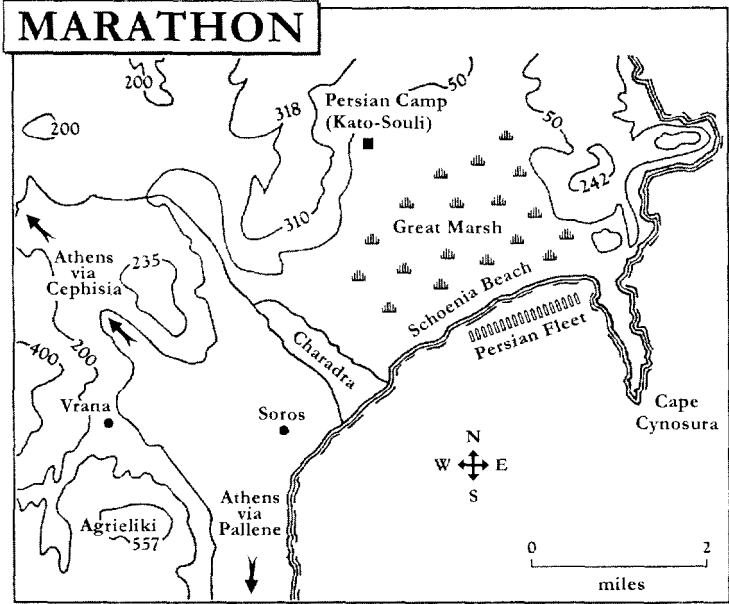 MARATHON
50
200
Persian Camp
(Kato-Souli)
318
50
200
242
310
Great Marsh
Athens
via
Cephisia
235
Schoenia Beach
Persian Fleet
Charadra
400
200
Vrana
Soros
Cape
Cynosura
N
W E
S
Athens
via
Pallene
Agrieliki
557
0 2
miles